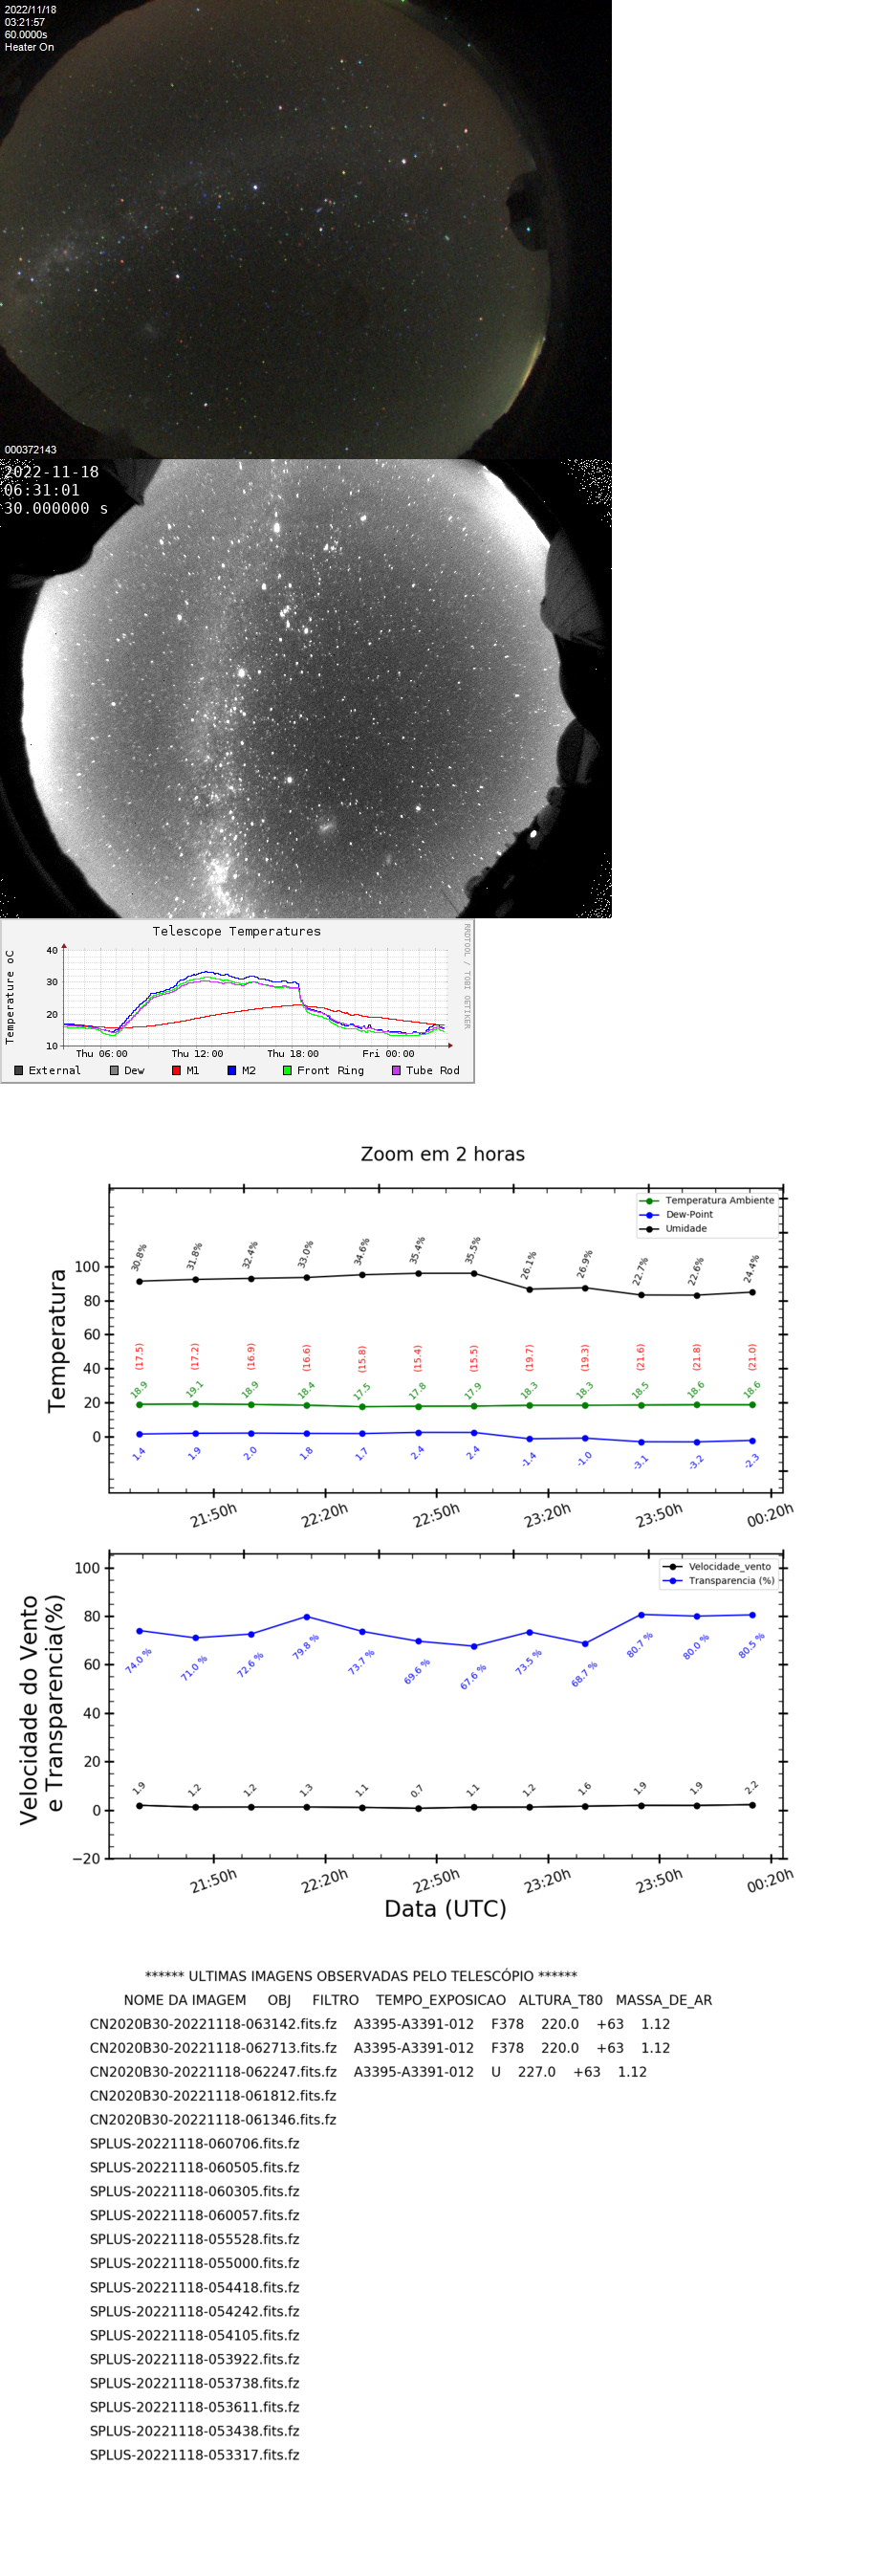 2022/11/18
03:21:57
60.0000s
Heater On
000372143
2022-11-18
06:31:01
30.000000 s
Telescope Temperatures
RRDTOOL / TOBI OETIKER
Temperature oC
40
30
20
10
Thu 06:00 Thu 12:00 Thu 18:00 Fri 00:00
External Dew M1 M2 Front Ring Tube Rod
Zoom em 2 horas
Temperatura Ambiente
Dew-Point
Umidade
Temperatura
100
80
60
40
20
0
30.8% 31.8% 32.4% 33.0% 34.6% 35.4% 35.5% 26.1% 26.9% 22.7% 22.6% 24.4%
(17.5) (17.2) (16.9) (16.6) (15.8) (15.4) (15.5) (19.7) (19.3) (21.6) (21.8) (21.0)
18.9 19.1 18.9 18.4 17.5 17.8 17.9 18.3 18.3 18.5 18.6 18.6
1.4 1.9 2.0 1.8 1.7 2.4 2.4 -1.4 -1.0 -3.1 -3.2 -2.3
21:50h 22:20h 22:50h 23:20h 23:50h 00:20h
Velocidade_vento
Transparencia (%)
Velocidade do Vento
e Transparencia(%)
100
80
60
40
20
0
−20
74.0 % 71.0 % 72.6 % 79.8 % 73.7 % 69.6 % 67.6 % 73.5 % 68.7 % 80.7 % 80.0 % 80.5 %
1.9 1.2 1.2 1.3 1.1 0.7 1.1 1.2 1.6 1.9 1.9 2.2
21:50h 22:20h 22:50h 23:20h 23:50h 00:20h
Data (UTC)
****** ULTIMAS IMAGENS OBSERVADAS PELO TELESCÓPIO ******
NOME DA IMAGEM OBJ FILTRO TEMPO_EXPOSICAO ALTURA_T80 MASSA_DE_AR
CN2020B30-20221118-063142.fits.fz A3395-A3391-012 F378 220.0 +63 1.12
CN2020B30-20221118-062713.fits.fz A3395-A3391-012 F378 220.0 +63 1.12
CN2020B30-20221118-062247.fits.fz A3395-A3391-012 U 227.0 +63 1.12
CN2020B30-20221118-061812.fits.fz
CN2020B30-20221118-061346.fits.fz
SPLUS-20221118-060706.fits.fz
SPLUS-20221118-060505.fits.fz
SPLUS-20221118-060305.fits.fz
SPLUS-20221118-060057.fits.fz
SPLUS-20221118-055528.fits.fz
SPLUS-20221118-055000.fits.fz
SPLUS-20221118-054418.fits.fz
SPLUS-20221118-054242.fits.fz
SPLUS-20221118-054105.fits.fz
SPLUS-20221118-053922.fits.fz
SPLUS-20221118-053738.fits.fz
SPLUS-20221118-053611.fits.fz
SPLUS-20221118-053438.fits.fz
SPLUS-20221118-053317.fits.fz